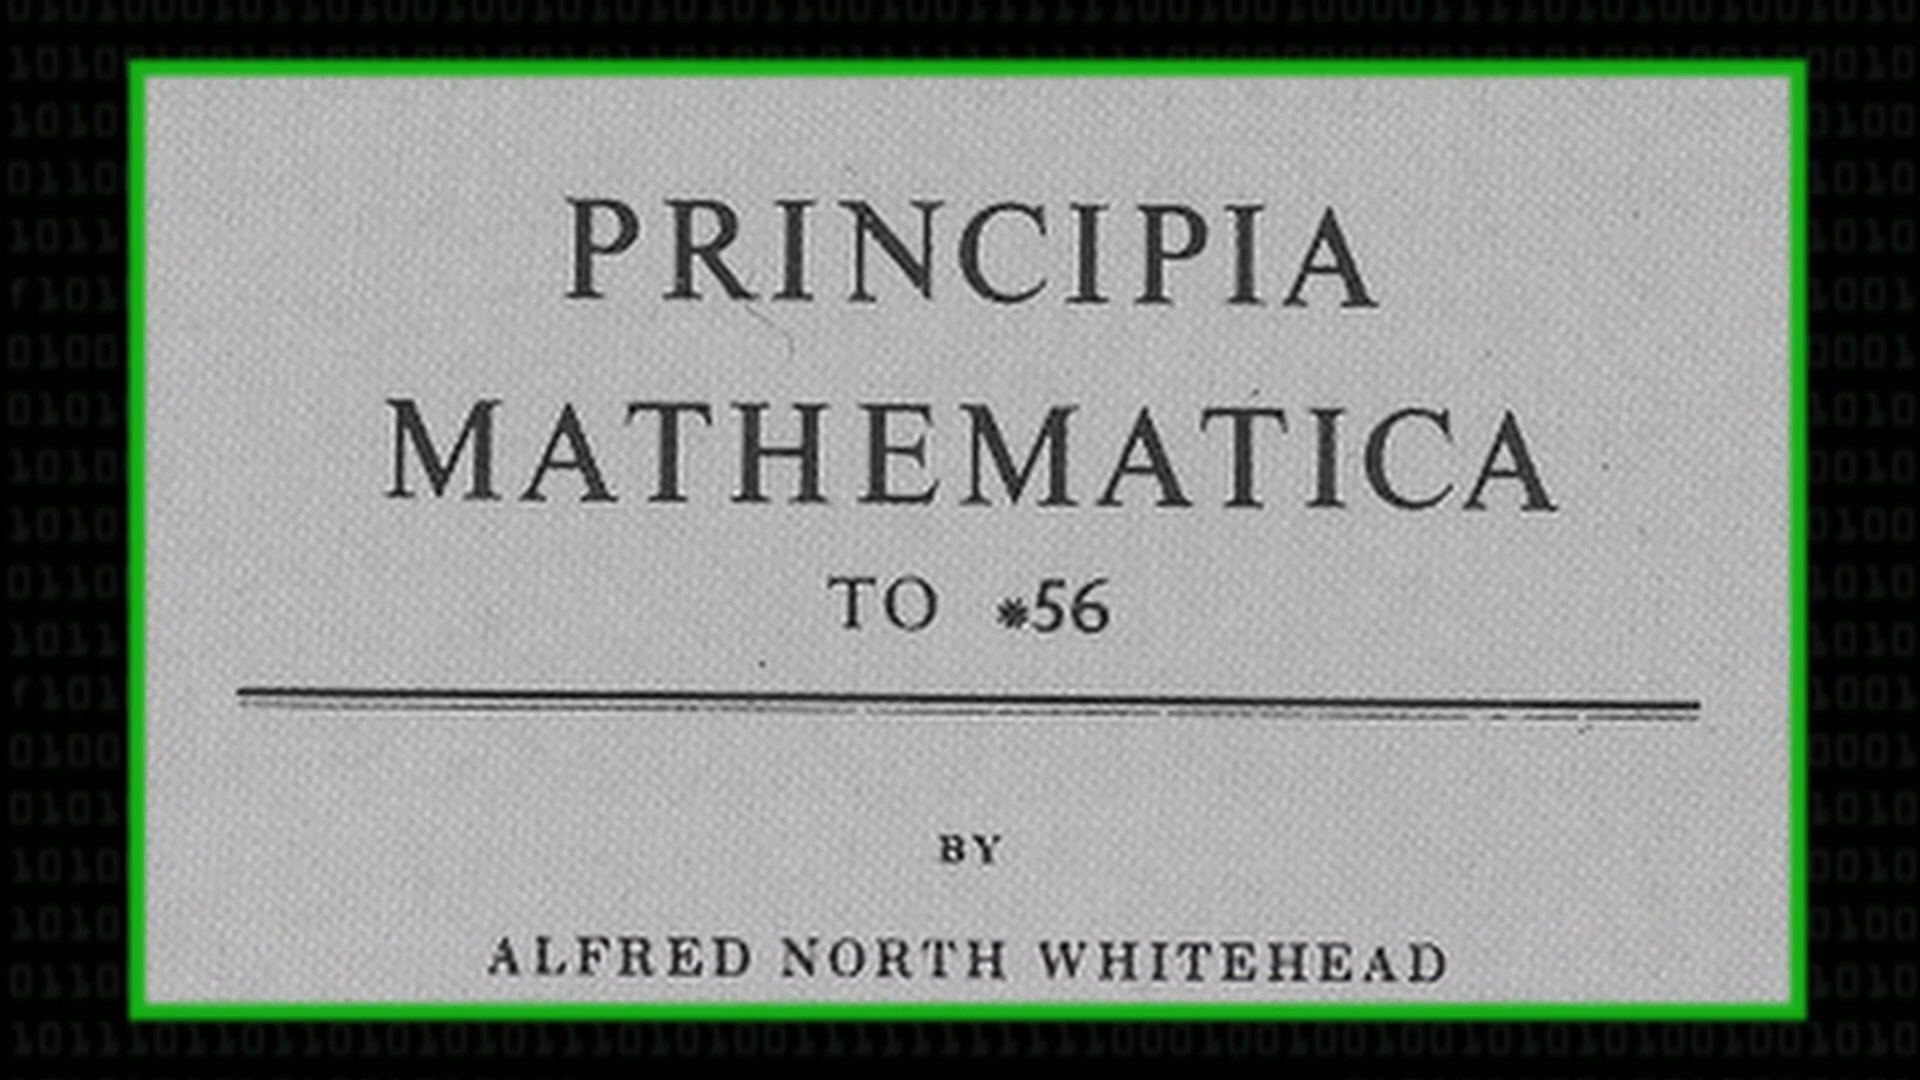 PRINCIPIA
MATHEMATICA
TO *56
BY
ALFRED NORTH WHITEHEAD